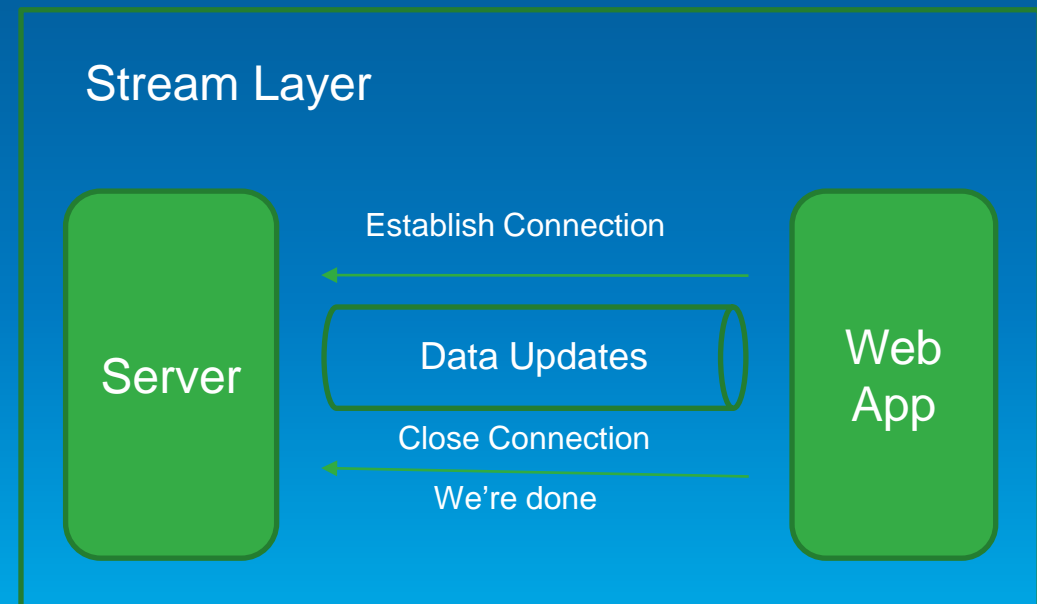 Stream Layer
Establish Connection
Server
Data Updates
Web
App
Close Connection
We’re done